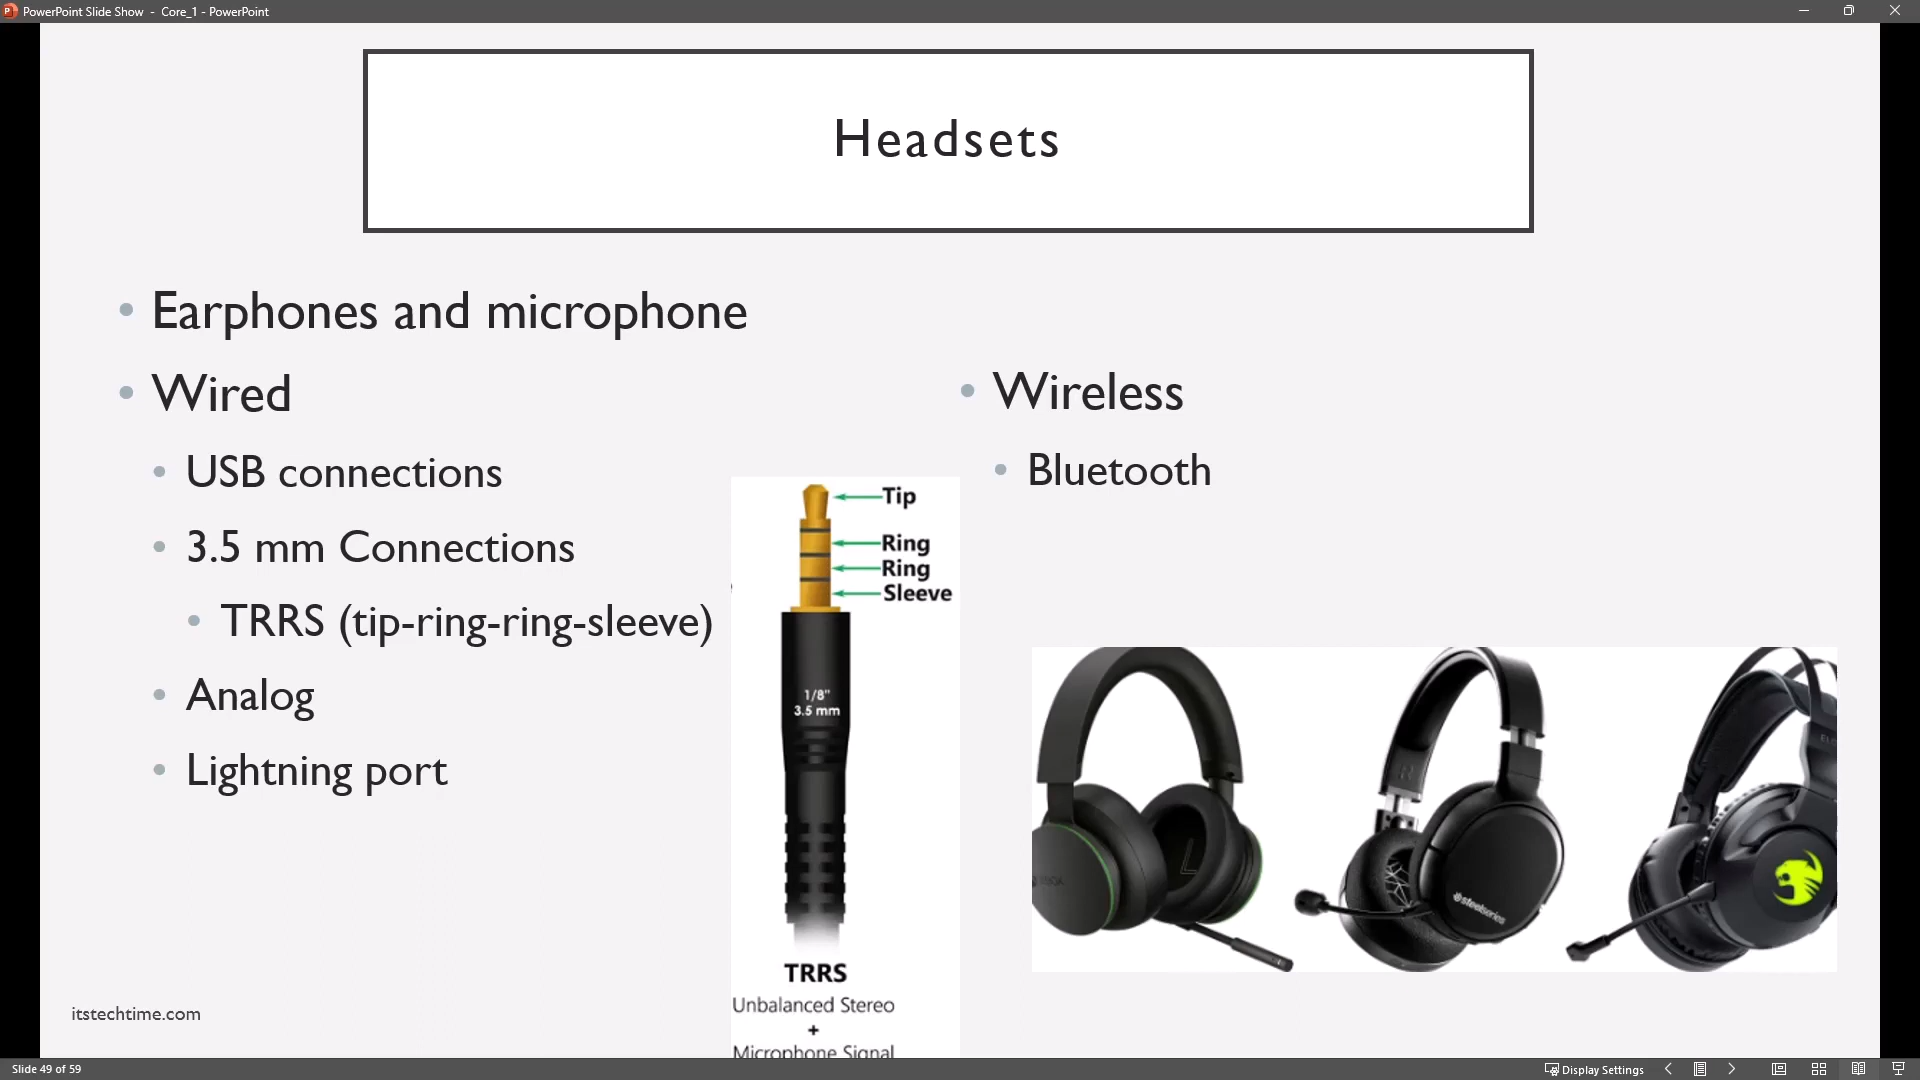 PowerPoint Slide Show - Core_1 - PowerPoint
Headsets
Earphones and microphone
Wired
USB connections
3.5 mm Connections
TRRS (tip-ring-ring-sleeve)
Analog
Lightning port
Wireless
Bluetooth
Tip
Ring
Ring
Sleeve
1/8"
3.5 mm
TRRS
Unbalanced Stereo
+
Microphone Signal
XBOX
L
steelseries
itstechtime.com
Slide 49 of 59
Display Settings